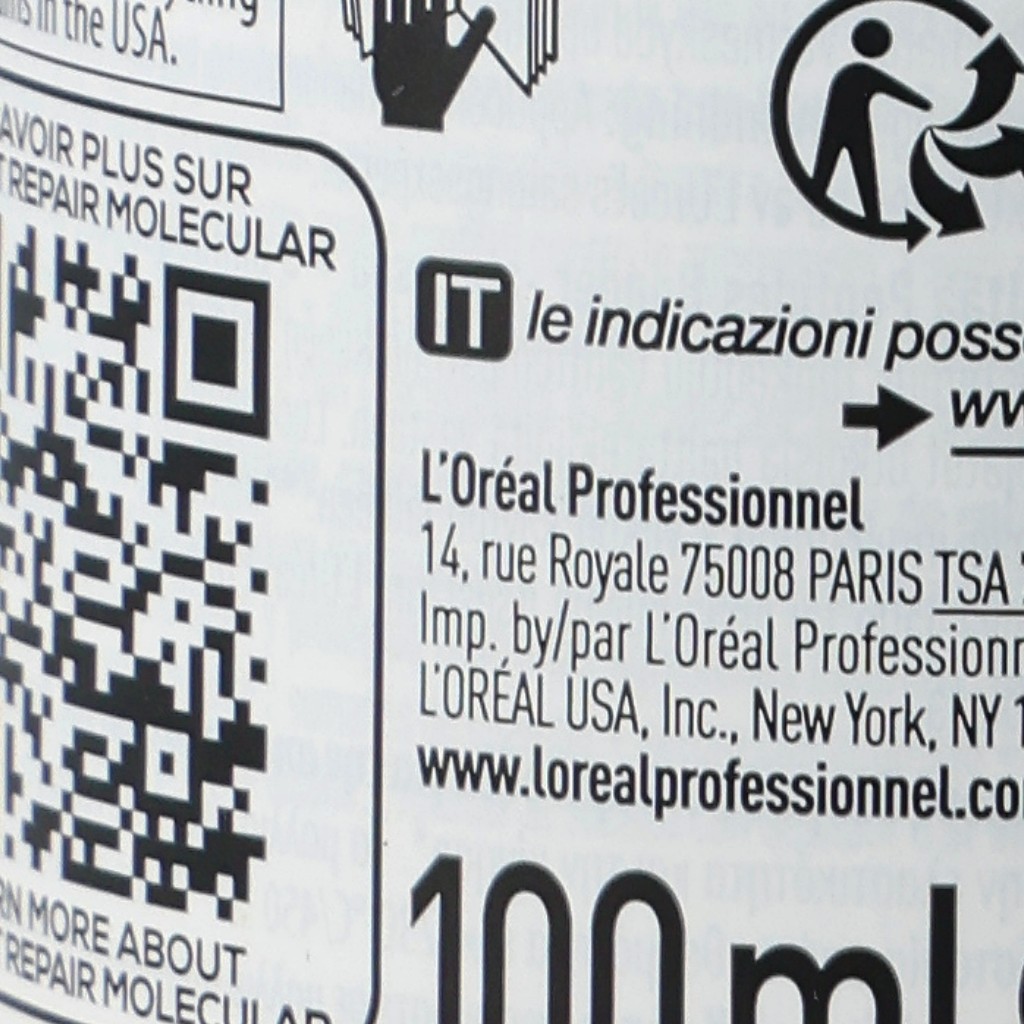 in the USA.
AVOIR PLUS SUR
REPAIR MOLECULAR
IT le indicazioni poss
L'Oréal Professionnel
14, rue Royale 75008 PARIS TSA
Imp. by/par L'Oréal Professionn
L'ORÉAL USA, Inc., New York, NY 1
www.lorealprofessionnel.co
100 ml
RN MORE ABOUT
REPAIR MOLECULAR